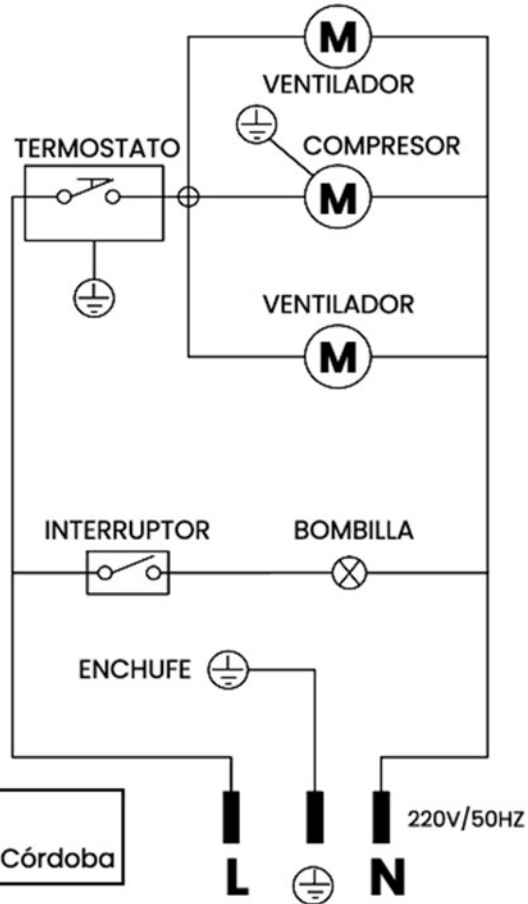 M
VENTILADOR
TERMOSTATO
COMPRESOR
M
VENTILADOR
M
INTERRUPTOR
BOMBILLA
ENCHUFE
220V/50HZ
Córdoba
L
N